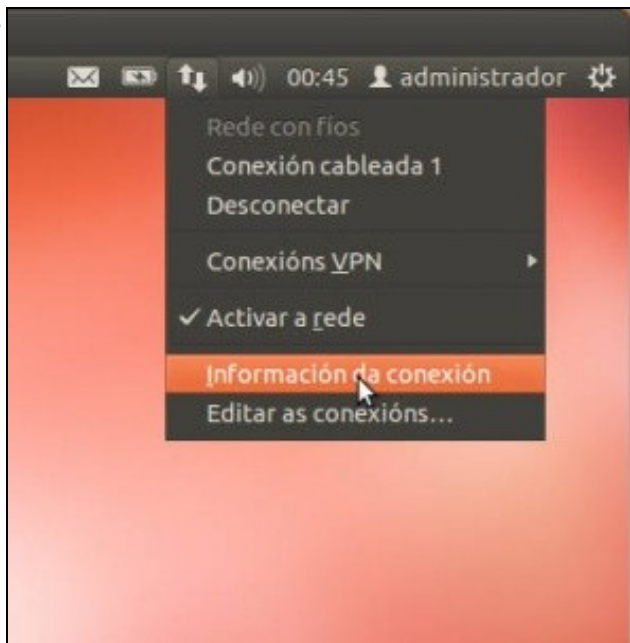 00:45 administrador
Rede con fíos
Conexión cableada 1
Desconectar
Conexións VPN
Activar a rede
Información da conexión
Editar as conexións...